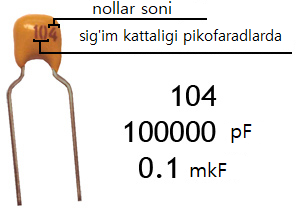 nollar soni
104
sig'im kattaligi pikofaradlarda
104
100000 pF
0.1 mkF